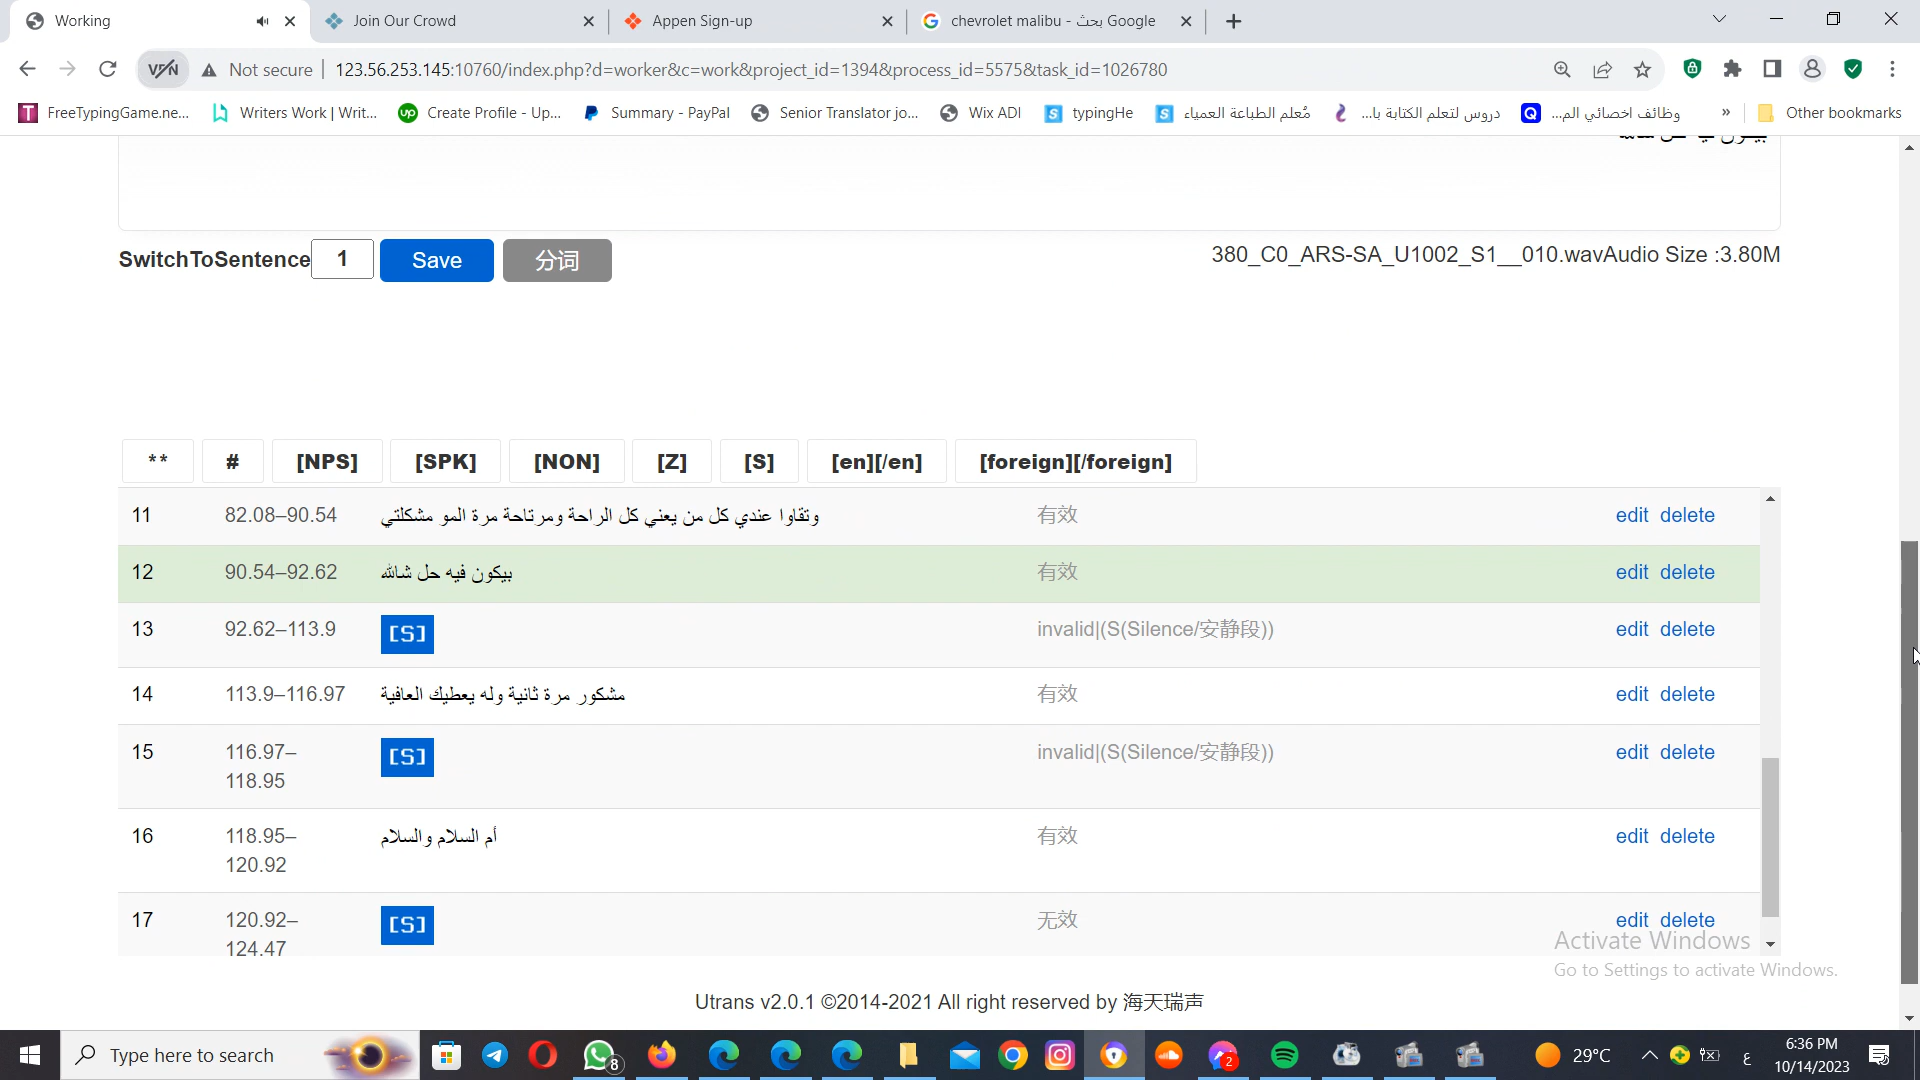 Working
Join Our Crowd
Appen Sign-up
chevrolet malibu - بحث Google
Not secure
123.56.253.145:10760/index.php?d=worker&c=work&project_id=1394&process_id=5575&task_id=1026780
FreeTypingGame.ne...
Writers Work | Writ...
Create Profile - Up...
Summary - PayPal
Senior Translator jo...
Wix ADI
typingHe
مُعلم الطباعة العمياء
دروس لتعلم الكتابة با...
وظائف اخصائي الم...
»
Other bookmarks
SwitchToSentence 1 Save 分词
380_C0_ARS-SA_U1002_S1__010.wavAudio Size :3.80M
** # [NPS] [SPK] [NON] [Z] [S] [en][/en] [foreign][/foreign]
11 82.08–90.54 وتقاوا عندي كل من يعني كل الراحة ومرتاحة مرة المو مشكلتي 有效 edit delete
12 90.54–92.62 بيكون فيه حل شالله 有效 edit delete
13 92.62–113.9 [S] invalid|(S(Silence/安静段)) edit delete
14 113.9–116.97 مشكور مرة ثانية وله يعطيك العافية 有效 edit delete
15 116.97–118.95 [S] invalid|(S(Silence/安静段)) edit delete
16 118.95–120.92 أم السلام والسلام 有效 edit delete
17 120.92–124.47 [S] 无效 edit delete
Activate Windows
Go to Settings to activate Windows.
Utrans v2.0.1 ©2014-2021 All right reserved by 海天瑞声
Type here to search
8
2
29°C
ع
6:36 PM
10/14/2023